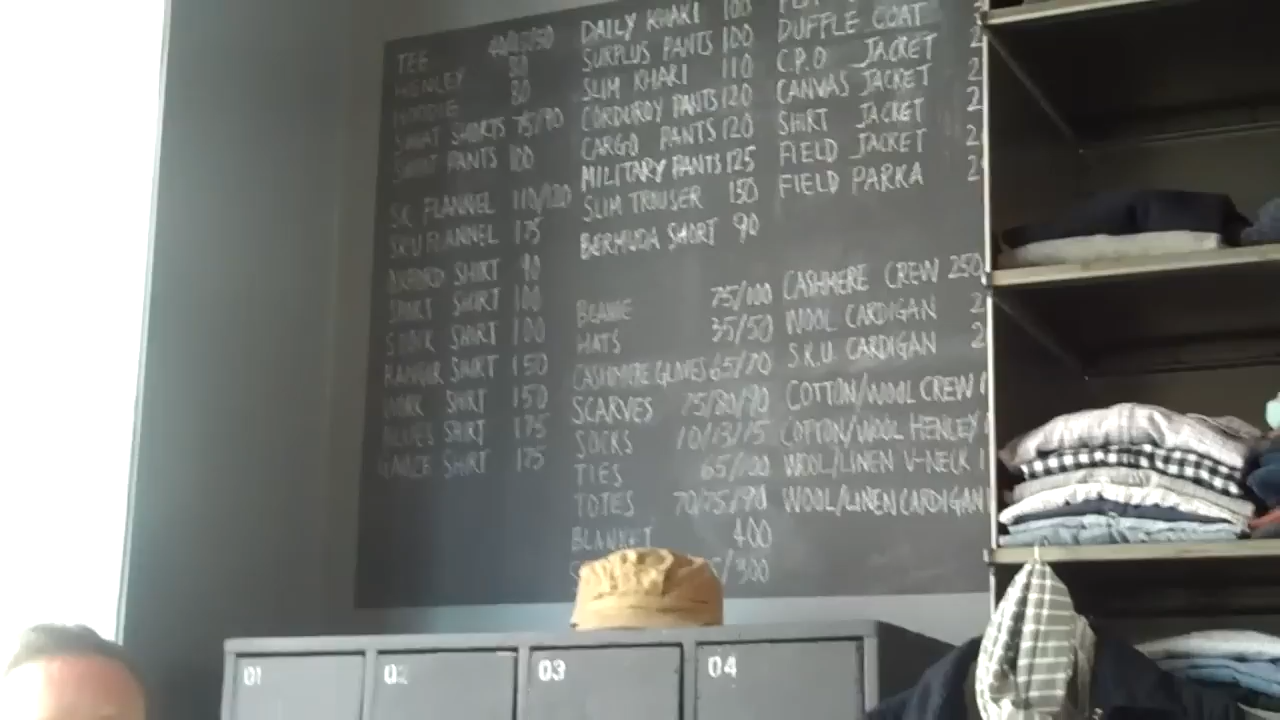 TEE
HENLEY 80
80
SWEAT SHORTS 75/90
SWEAT PANTS 100
SK FLANNEL 110/120
SKU FLANNEL 175
OXFORD SHIRT 90
SPORT SHIRT 100
SHIRT 100
RANGER SHIRT 150
WORK SHIRT 150
SHIRT 175
GAUZE SHIRT 175
DAILY KHAKI 100
SURPLUS PANTS 100
SLIM KHAKI 110
CORDUROY PANTS 120
CARGO PANTS 120
MILITARY PANTS 125
SLIM TROUSER 150
BERMUDA SHORT 90
BEANIE 75/100
HATS 35/50
CASHMERE GLOVES 65/70
SCARVES 75/80/90
SOCKS 10/13/15
TIES 65/100
TOTES 70/75/90
BLANKET 400
/300
DUFFLE COAT
C.P.O JACKET
CANVAS JACKET
SHIRT JACKET
FIELD JACKET
FIELD PARKA
CASHMERE CREW 250
WOOL CARDIGAN
S.K.U. CARDIGAN
COTTON/WOOL CREW
COTTON/WOOL HENLEY
WOOL/LINEN V-NECK
WOOL/LINEN CARDIGAN
01
02
03
04